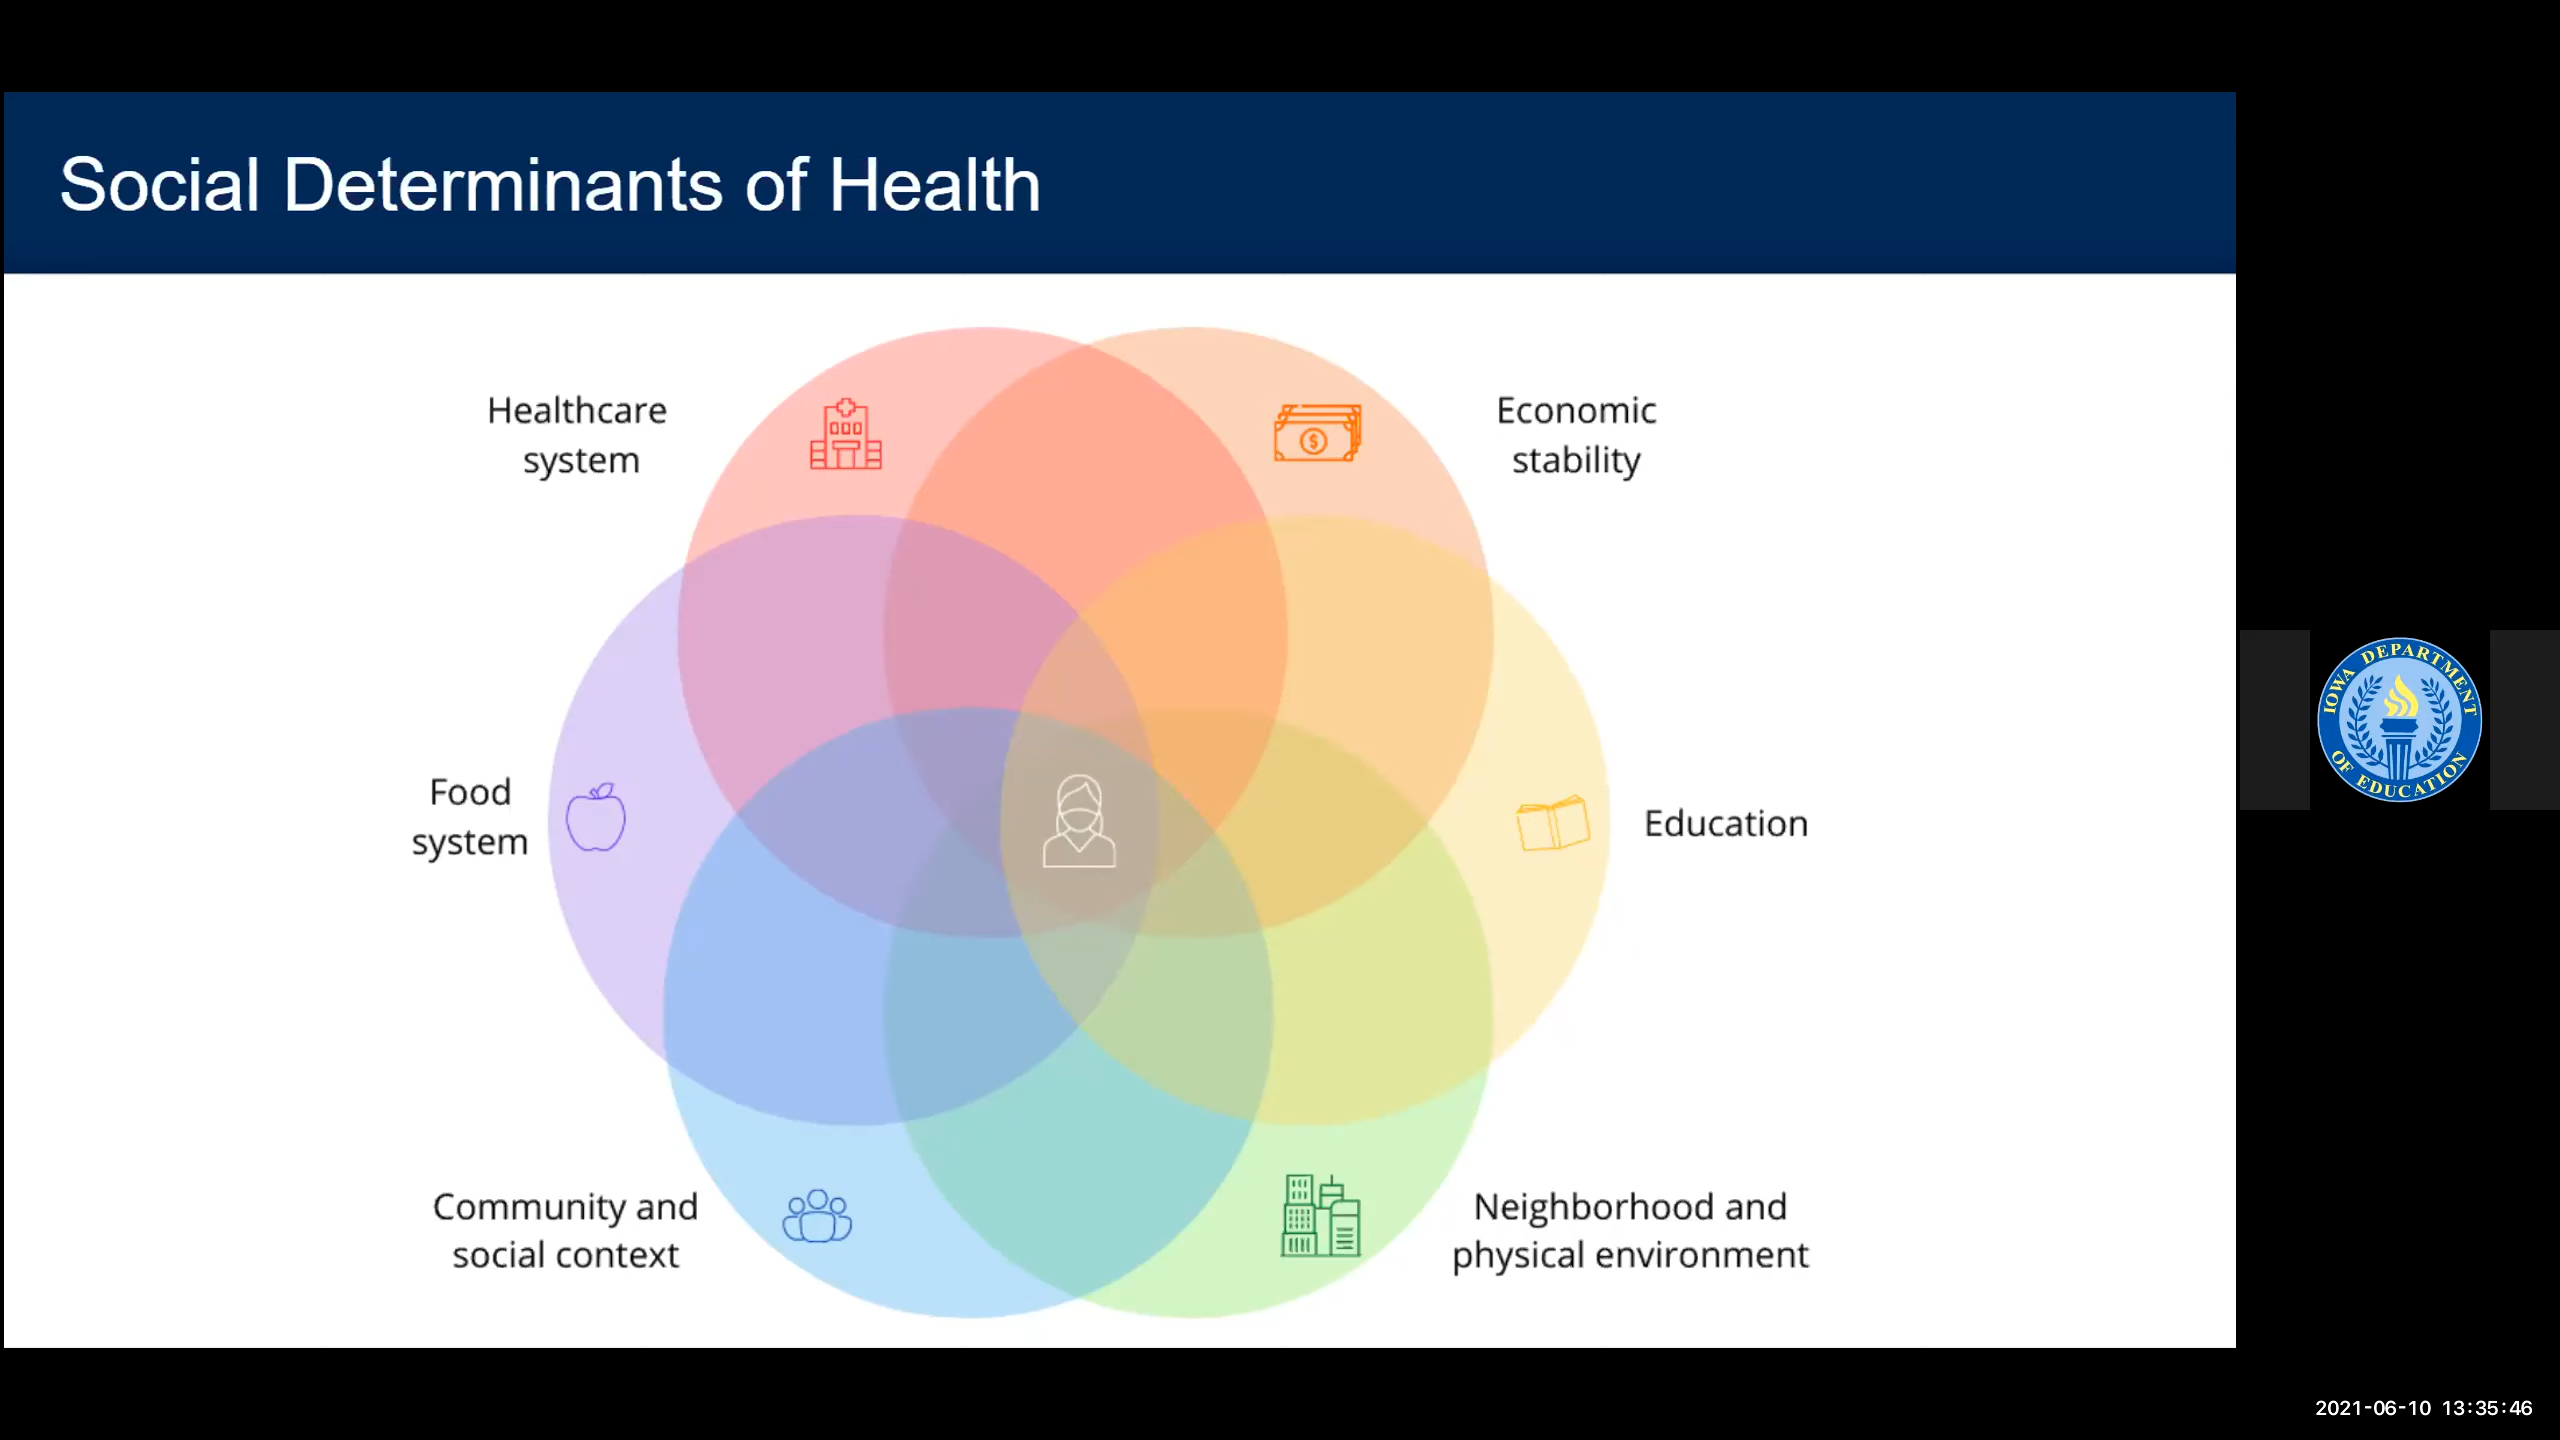 Social Determinants of Health
Healthcare
system
Economic
stability
$
Food
system
Education
Community and
social context
Neighborhood and
physical environment
IOWA DEPARTMENT
OF EDUCATION
2021-06-10 13:35:46